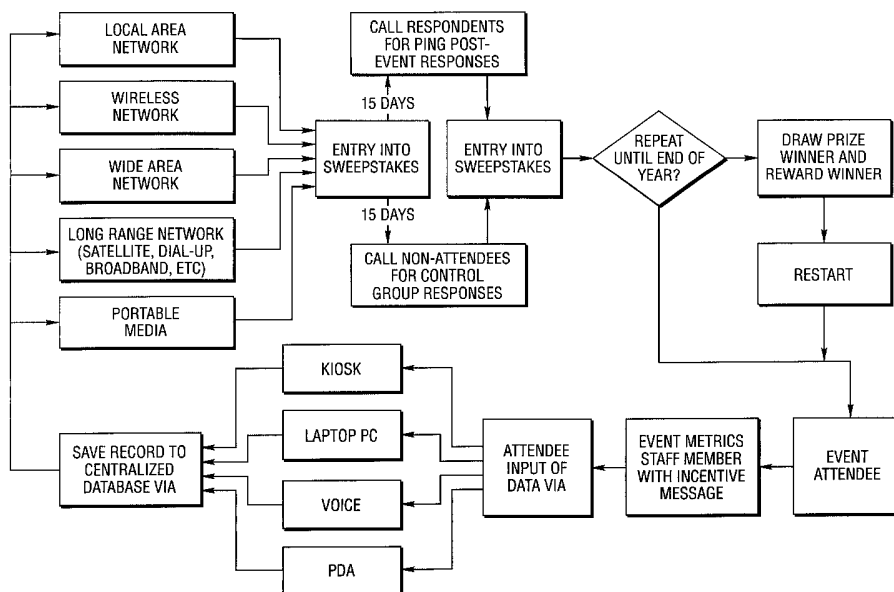 LOCAL AREA
NETWORK
WIRELESS
NETWORK
WIDE AREA
NETWORK
LONG RANGE NETWORK
(SATELLITE, DIAL-UP,
BROADBAND, ETC)
PORTABLE
MEDIA
ENTRY INTO
SWEEPSTAKES
15 DAYS
CALL RESPONDENTS
FOR PING POST-
EVENT RESPONSES
15 DAYS
CALL NON-ATTENDEES
FOR CONTROL
GROUP RESPONSES
ENTRY INTO
SWEEPSTAKES
REPEAT
UNTIL END OF
YEAR?
DRAW PRIZE
WINNER AND
REWARD WINNER
RESTART
EVENT
ATTENDEE
EVENT METRICS
STAFF MEMBER
WITH INCENTIVE
MESSAGE
ATTENDEE
INPUT OF
DATA VIA
KIOSK
LAPTOP PC
VOICE
PDA
SAVE RECORD TO
CENTRALIZED
DATABASE VIA